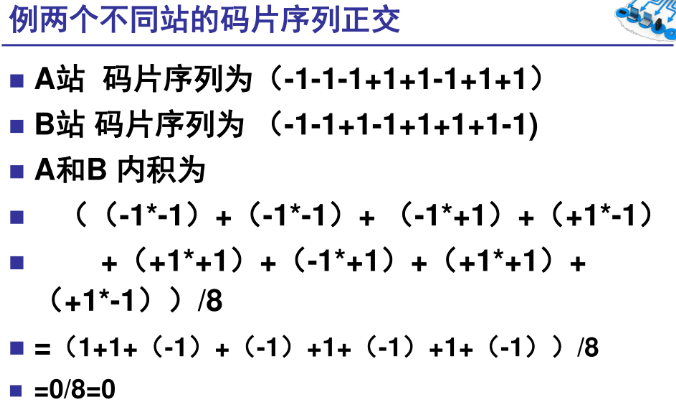 例两个不同站的码片序列正交
A站 码片序列为（-1-1-1+1+1-1+1+1）
B站 码片序列为 （-1-1+1-1+1+1+1-1)
A和B 内积为
（（-1*-1）+（-1*-1）+ （-1*+1）+（+1*-1）
+（+1*+1）+（-1*+1）+（+1*+1）+
（+1*-1））/8
=（1+1+（-1）+（-1）+1+（-1）+1+（-1））/8
=0/8=0